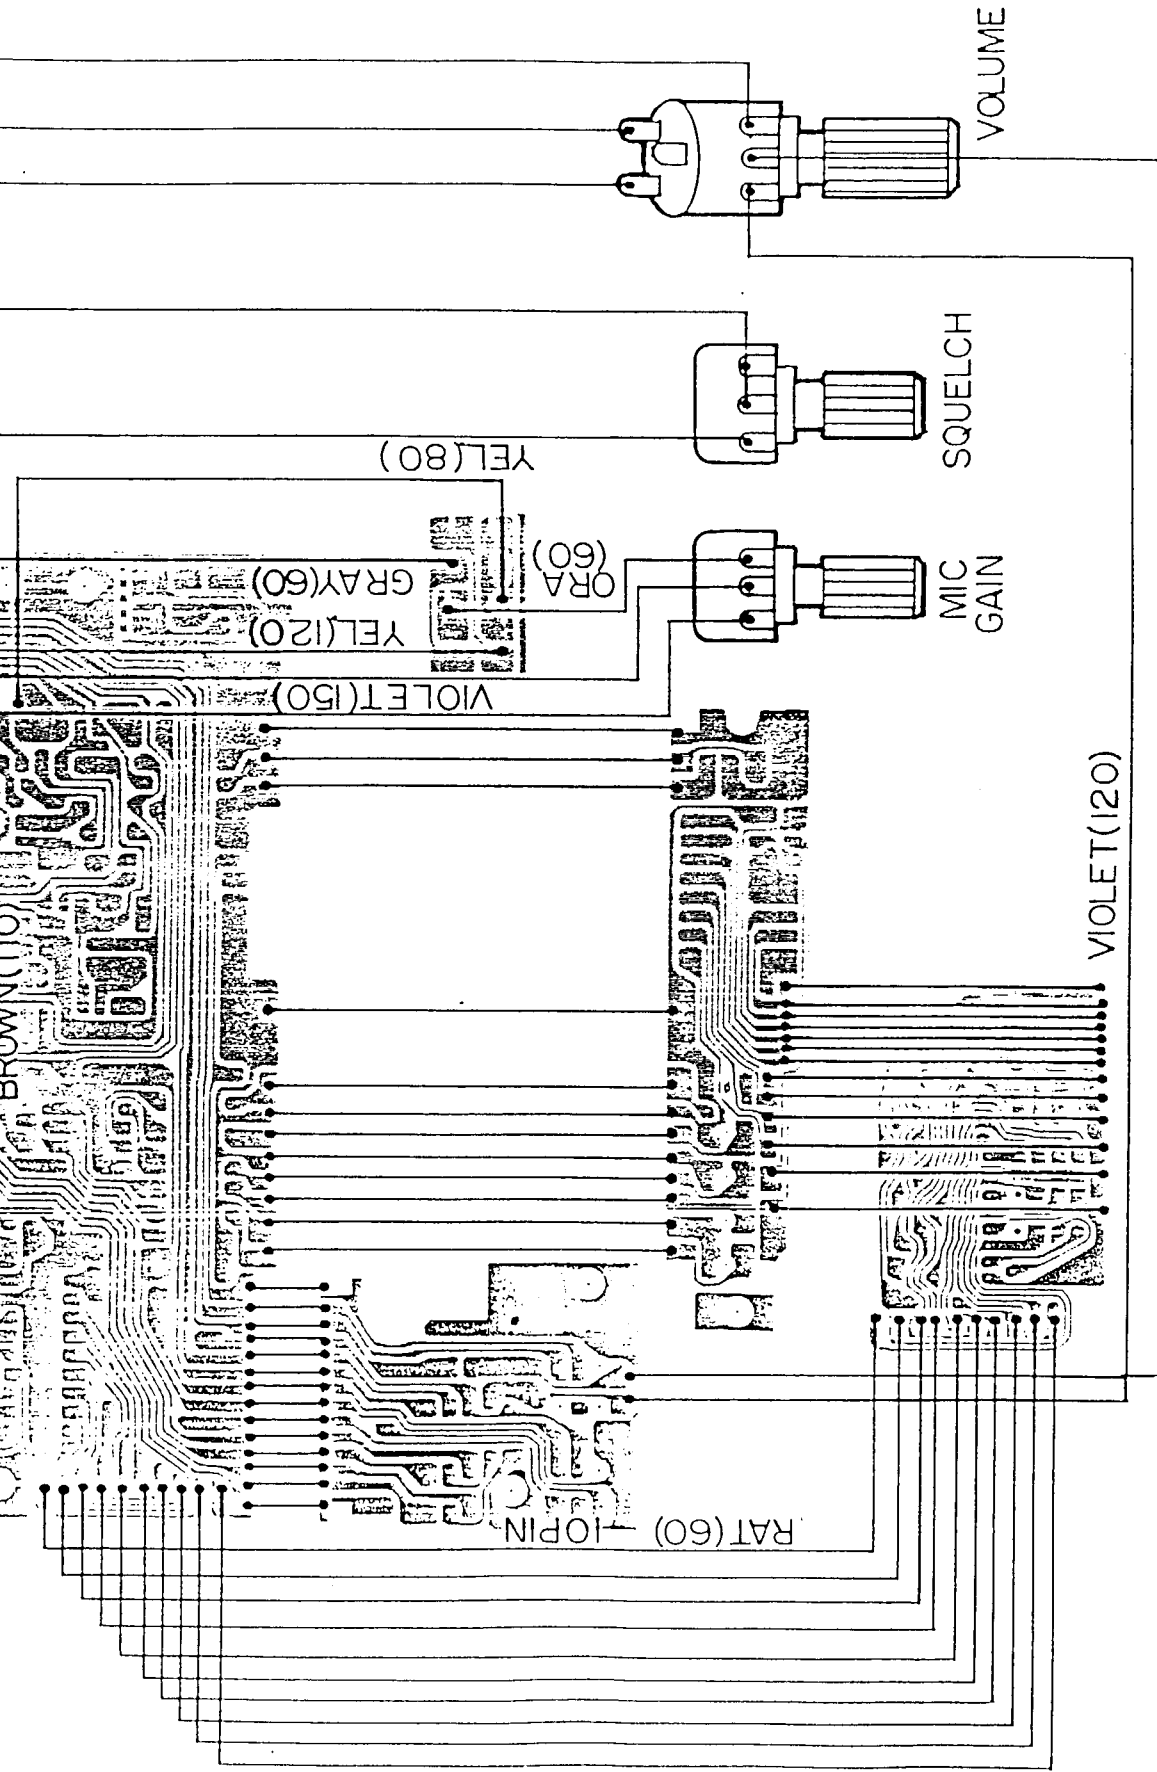 VOLUME
SQUELCH
YEL(80)
ORA
(60)
GRAY(60)
MIC
GAIN
YEL(120)
VIOLET(150)
VIOLET(120)
BROWN(110)
RAT(60) 10PIN